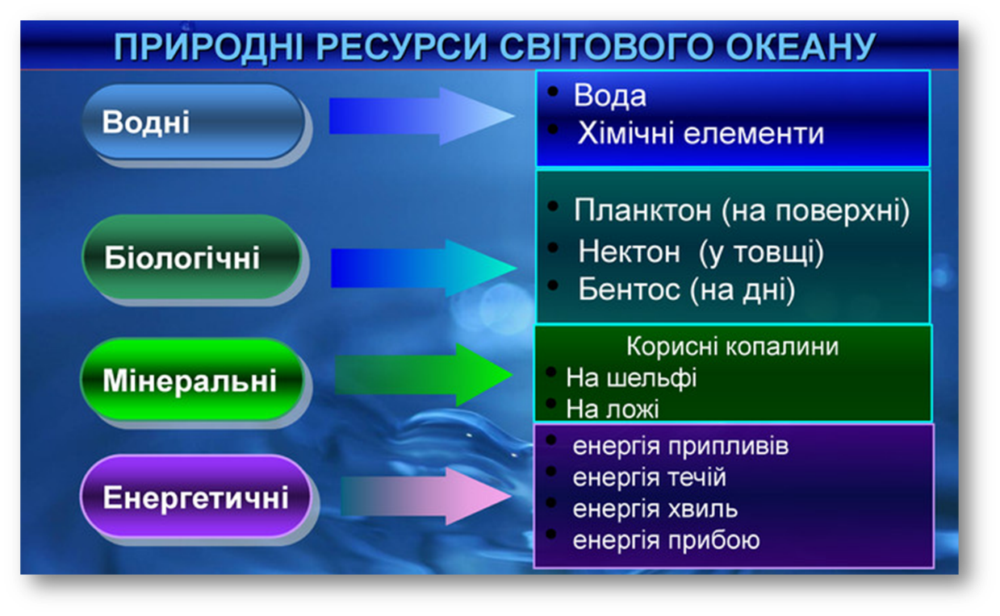 ПРИРОДНІ РЕСУРСИ СВІТОВОГО ОКЕАНУ
Водні
• Вода
• Хімічні елементи
Біологічні
• Планктон (на поверхні)
• Нектон (у товщі)
• Бентос (на дні)
Мінеральні
Корисні копалини
• На шельфі
• На ложі
Енергетичні
• енергія припливів
• енергія течій
• енергія хвиль
• енергія прибою